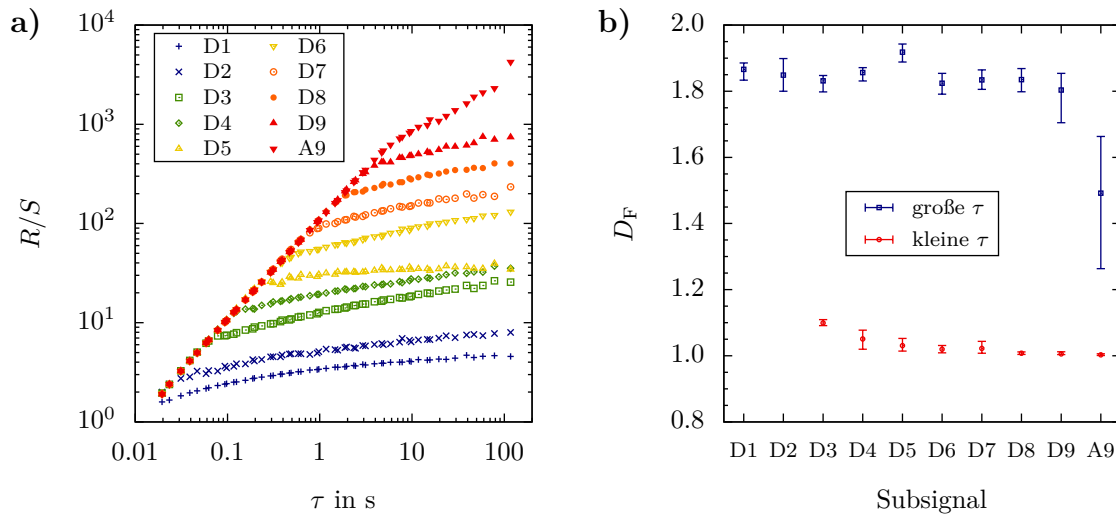 a)
R/S
10^4
10^3
10^2
10^1
10^0
D1
D2
D3
D4
D5
D6
D7
D8
D9
A9
0.01
0.1
1
10
100
τ in s
b)
D_F
2.0
1.8
1.6
1.4
1.2
1.0
0.8
große τ
kleine τ
D1 D2 D3 D4 D5 D6 D7 D8 D9 A9
Subsignal